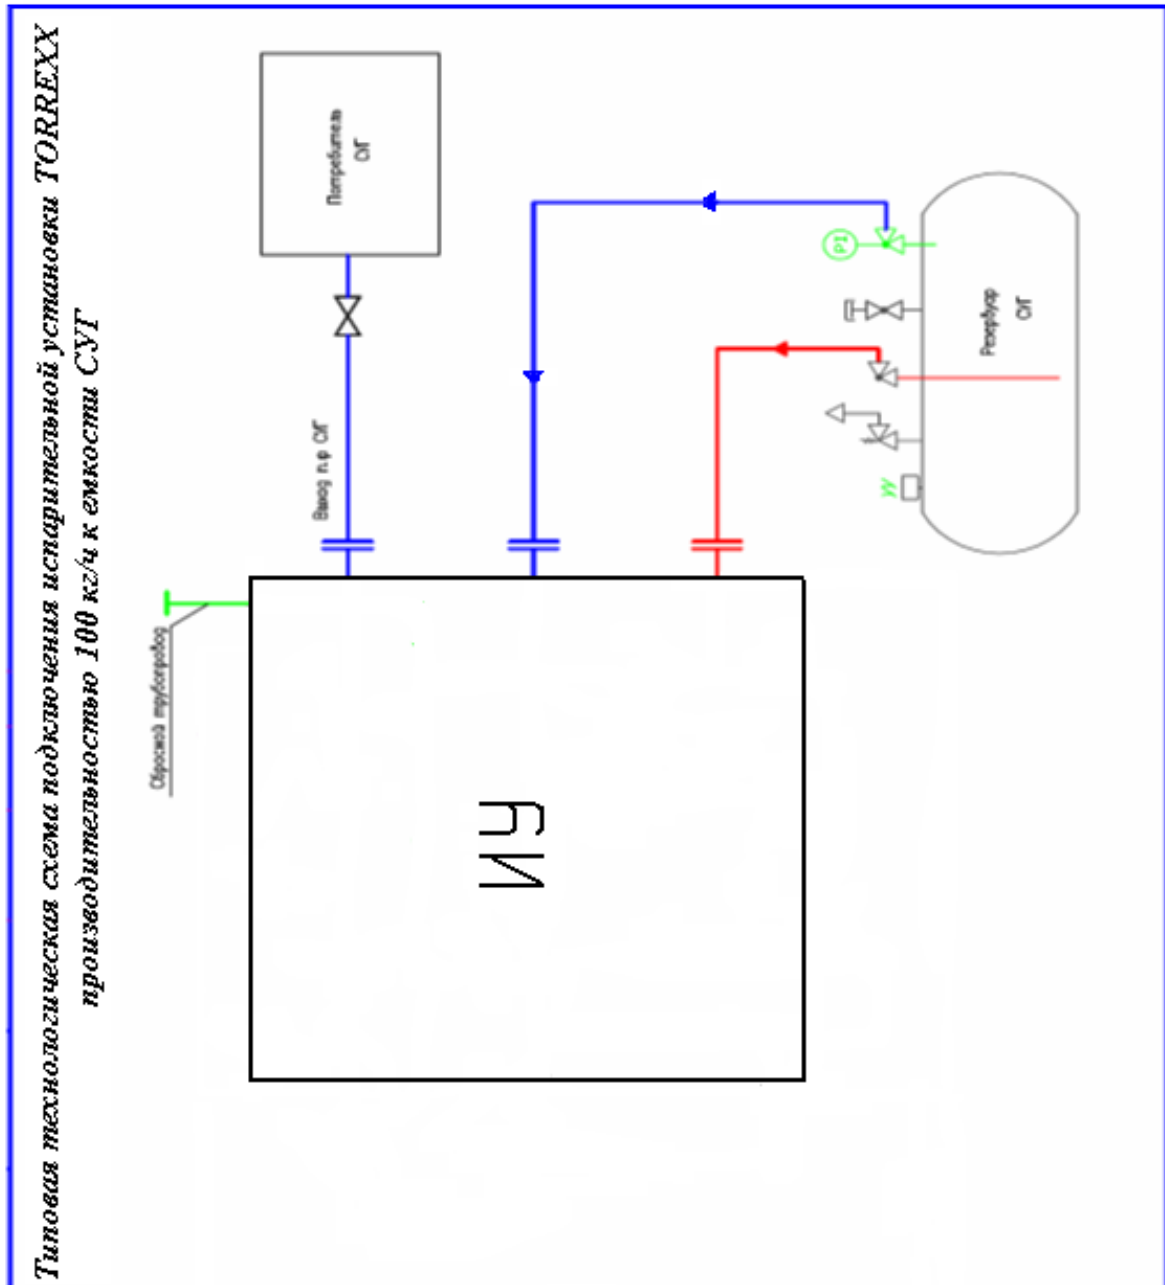 Типовая технологическая схема подключения испарительной установки TORREXX
производительностью 100 кг/ч к емкости СУГ
Сбросной трубопровод
Выход п.ф СУГ
Потребитель
СУГ
ИУ
PI
Резербуар
СУГ
УУ